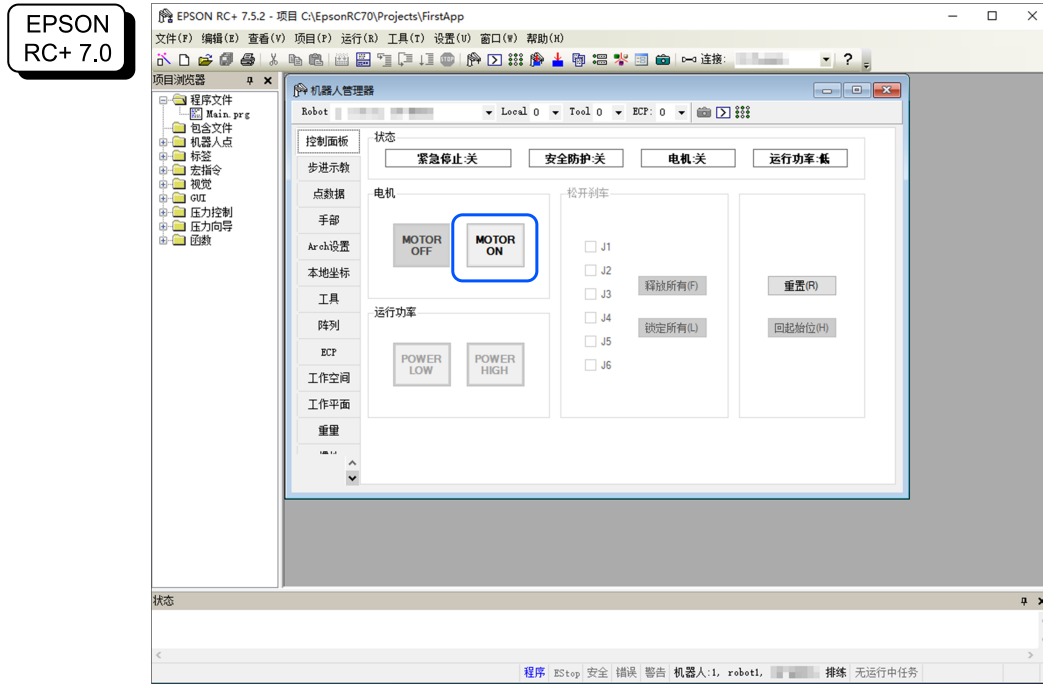 EPSON
RC+ 7.0
EPSON RC+ 7.5.2 - 项目 C:\EpsonRC70\Projects\FirstApp
文件(F) 编辑(E) 查看(V) 项目(P) 运行(R) 工具(T) 设置(U) 窗口(W) 帮助(H)
连接:
项目浏览器
程序文件
Main.prg
包含文件
机器人点
标签
宏指令
视觉
GUI
压力控制
压力向导
函数
机器人管理器
Robot
Local 0 Tool 0 ECP: 0
控制面板
步进示教
点数据
手部
Arch设置
本地坐标
工具
阵列
ECP
工作空间
工作平面
重量
状态
紧急停止:关 安全防护:关 电机:关 运行功率:低
电机
MOTOR OFF
MOTOR ON
运行功率
POWER LOW
POWER HIGH
松开刹车
J1
J2
J3
J4
J5
J6
释放所有(F)
锁定所有(L)
重置(R)
回起始位(H)
状态
程序 EStop 安全 错误 警告 机器人:1, robot1, 排练 无运行中任务